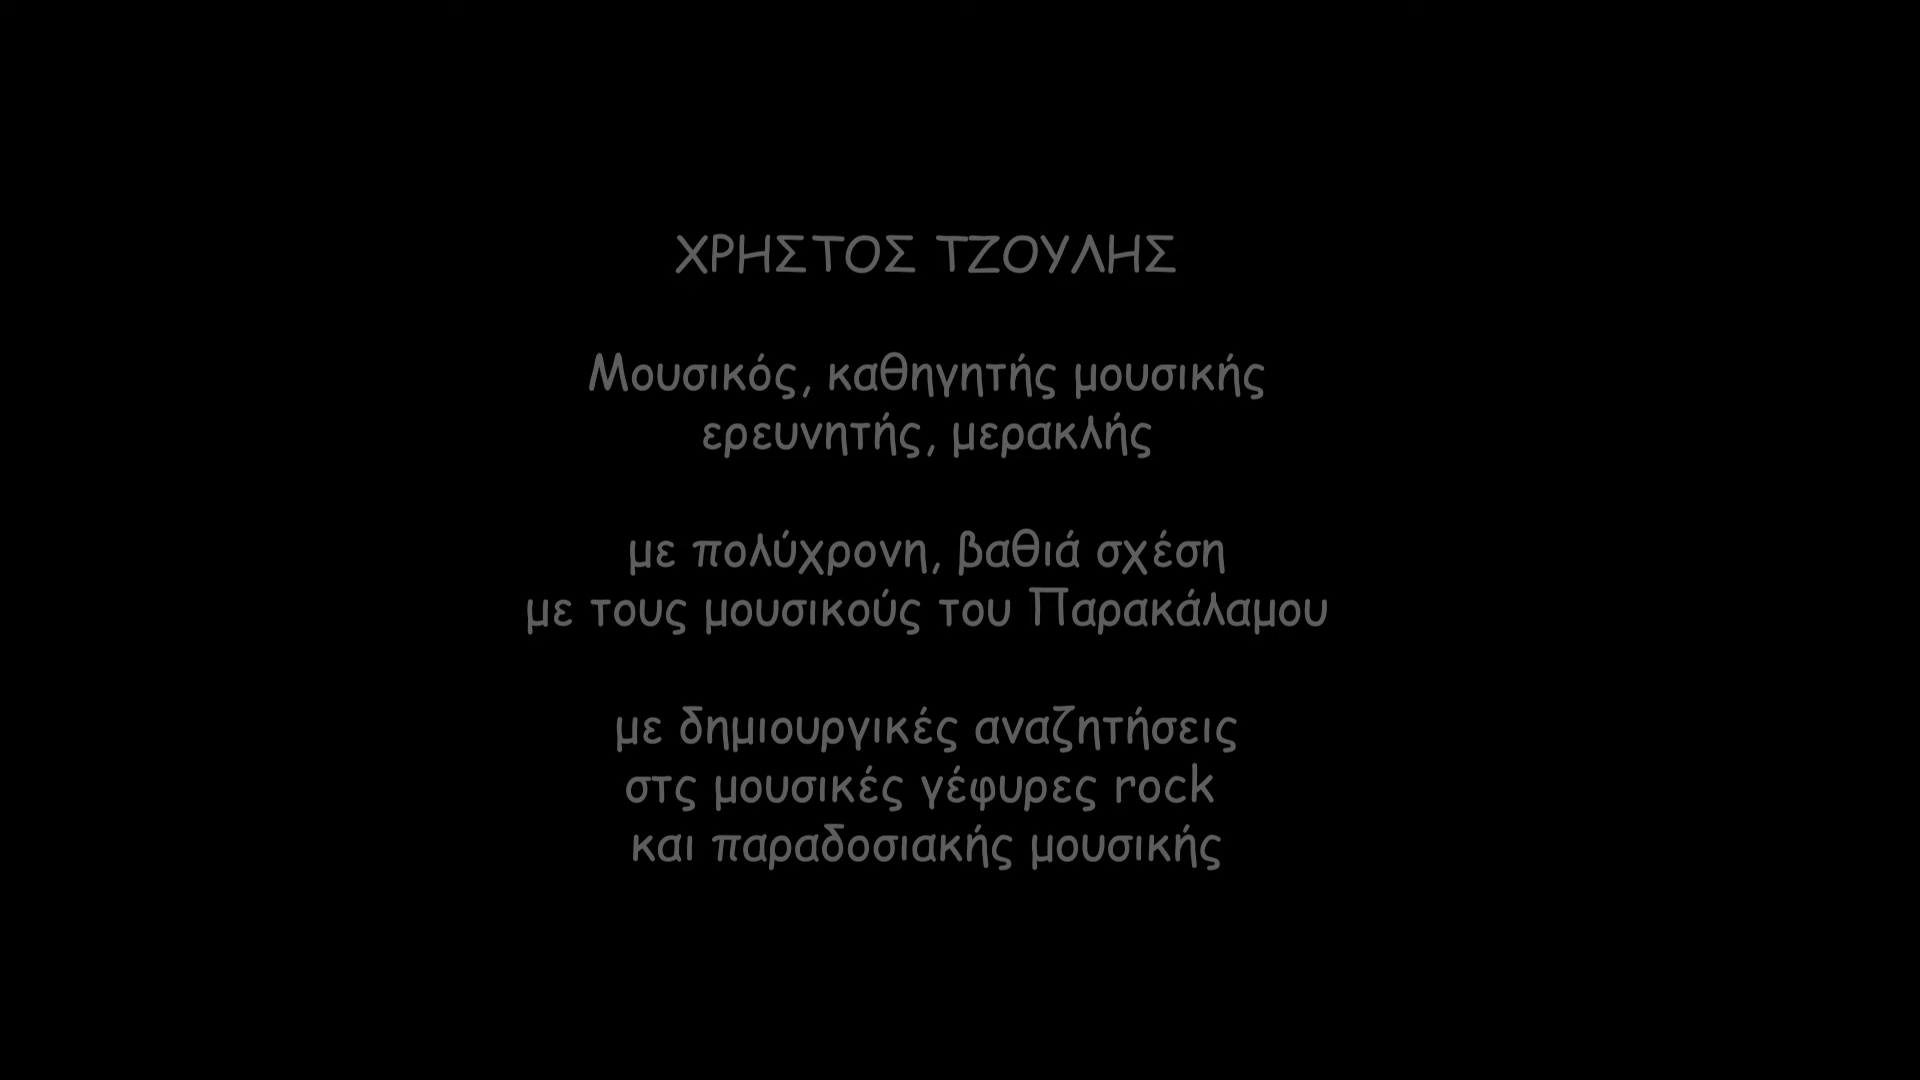 ΧΡΗΣΤΟΣ ΤΖΟΥΛΗΣ
Μουσικός, καθηγητής μουσικής
ερευνητής, μερακλής
με πολύχρονη, βαθιά σχέση
με τους μουσικούς του Παρακάλαμου
με δημιουργικές αναζητήσεις
στς μουσικές γέφυρες rock
και παραδοσιακής μουσικής